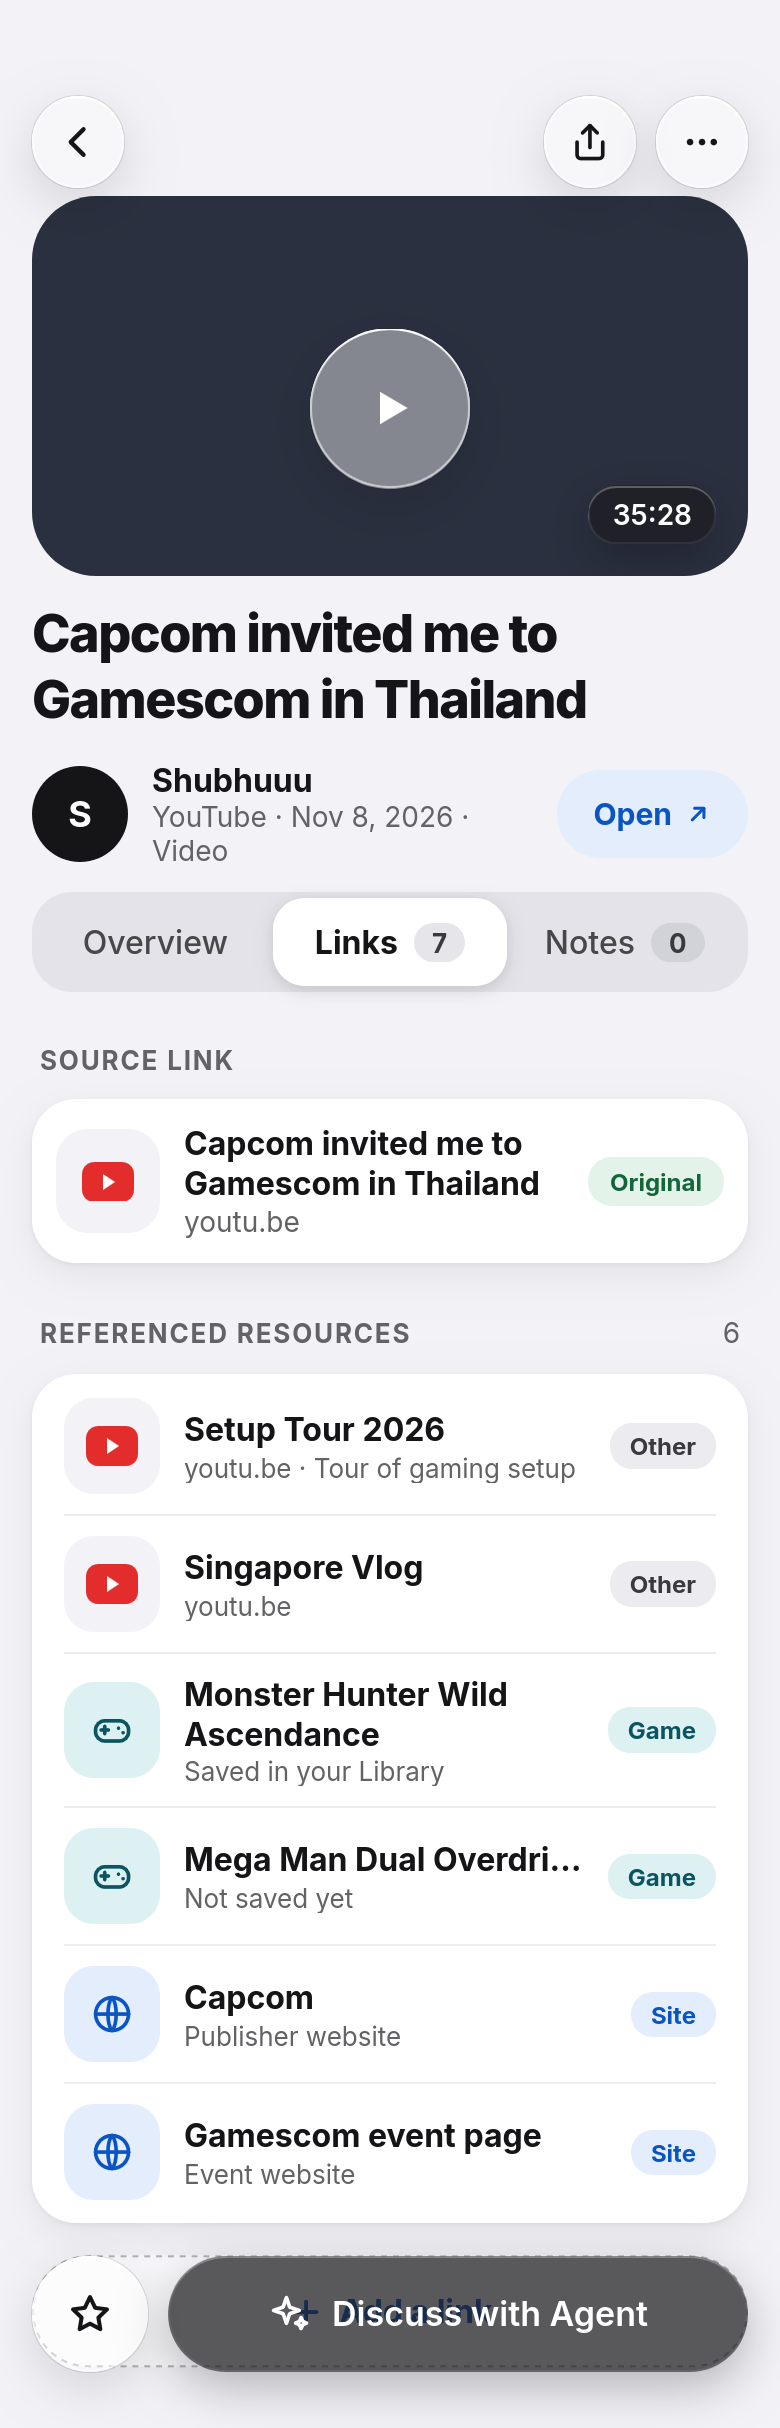 35:28
Capcom invited me to
Gamescom in Thailand
S
Shubhuuu
YouTube · Nov 8, 2026 ·
Video
Open
Overview
Links 7
Notes 0
SOURCE LINK
Capcom invited me to
Gamescom in Thailand
youtu.be
Original
REFERENCED RESOURCES
6
Setup Tour 2026
youtu.be · Tour of gaming setup
Other
Singapore Vlog
youtu.be
Other
Monster Hunter Wild
Ascendance
Saved in your Library
Game
Mega Man Dual Overdri...
Not saved yet
Game
Capcom
Publisher website
Site
Gamescom event page
Event website
Site
Discuss with Agent